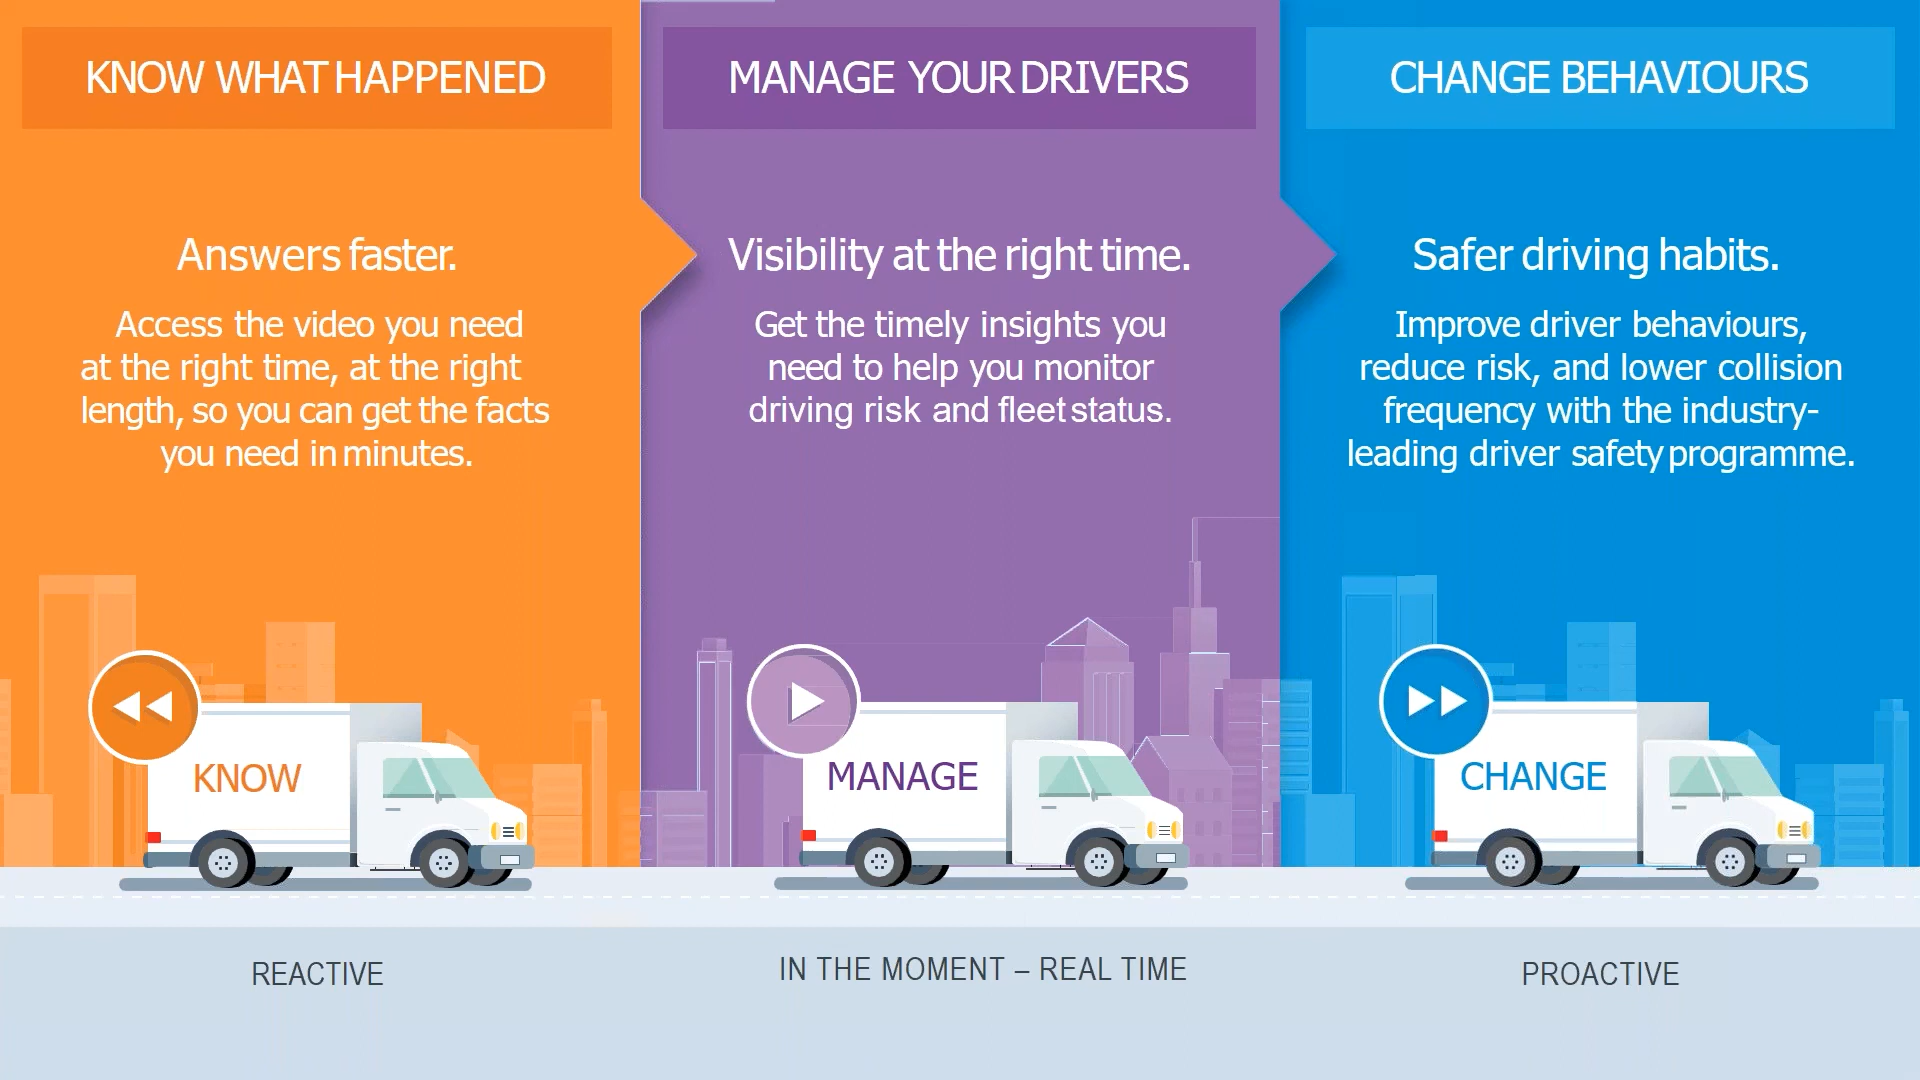 KNOW WHAT HAPPENED
Answers faster.
Access the video you need
at the right time, at the right
length, so you can get the facts
you need in minutes.
KNOW
REACTIVE
MANAGE YOUR DRIVERS
Visibility at the right time.
Get the timely insights you
need to help you monitor
driving risk and fleet status.
MANAGE
IN THE MOMENT – REAL TIME
CHANGE BEHAVIOURS
Safer driving habits.
Improve driver behaviours,
reduce risk, and lower collision
frequency with the industry-
leading driver safety programme.
CHANGE
PROACTIVE